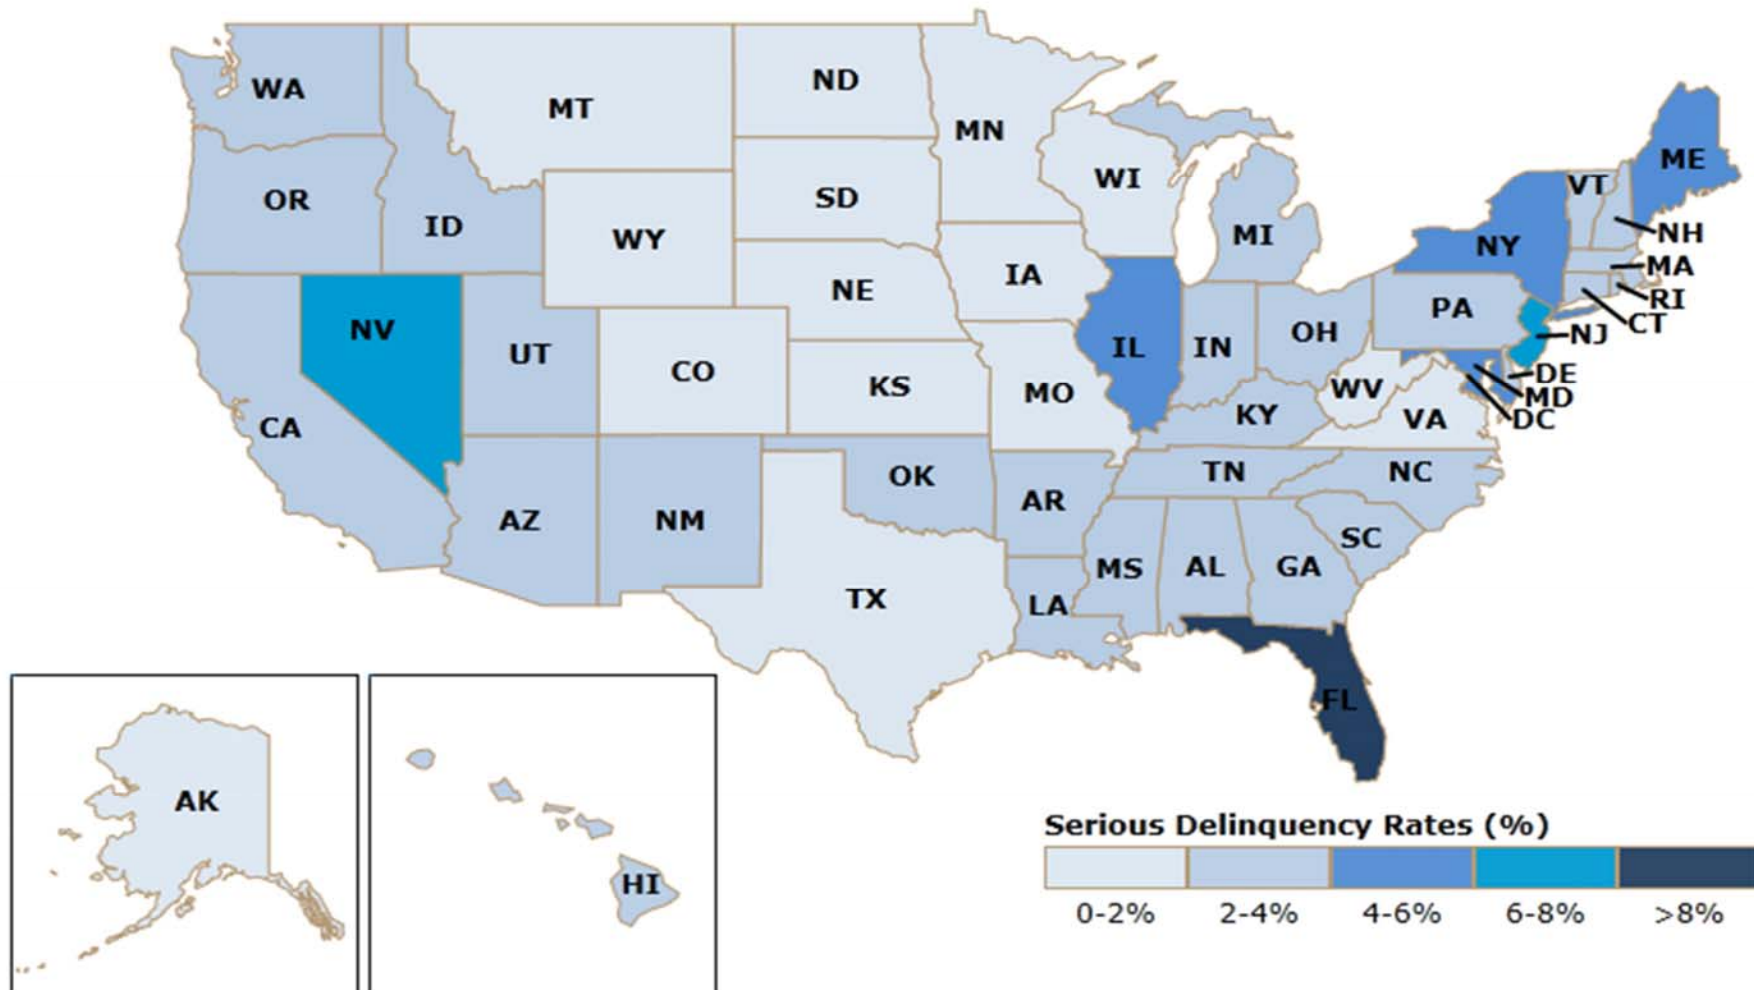 WA
MT
ND
MN
OR
ID
WY
SD
WI
MI
ME
VT
NY
NH
MA
RI
CT
NJ
DE
MD
DC
NV
UT
CO
NE
IA
KS
MO
IL
IN
OH
PA
WV
VA
KY
CA
AZ
NM
OK
AR
TN
NC
SC
MS
AL
GA
LA
TX
FL
AK
HI
Serious Delinquency Rates (%)
0-2% 2-4% 4-6% 6-8% >8%